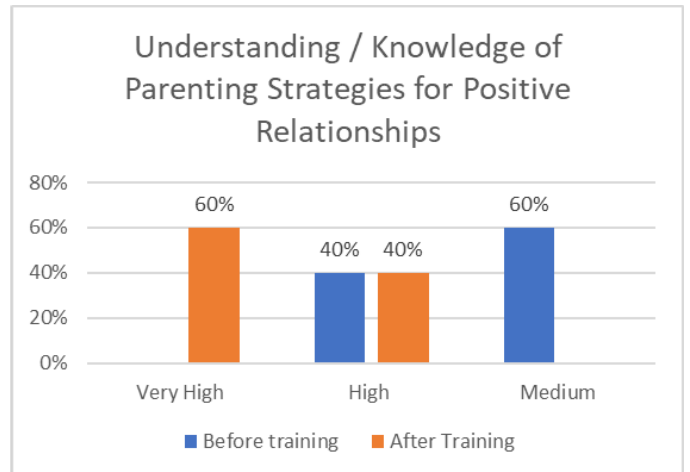 Understanding / Knowledge of
Parenting Strategies for Positive
Relationships
80%
60%
40%
20%
0%
60%
40%
40%
60%
Very High
High
Medium
Before training
After Training